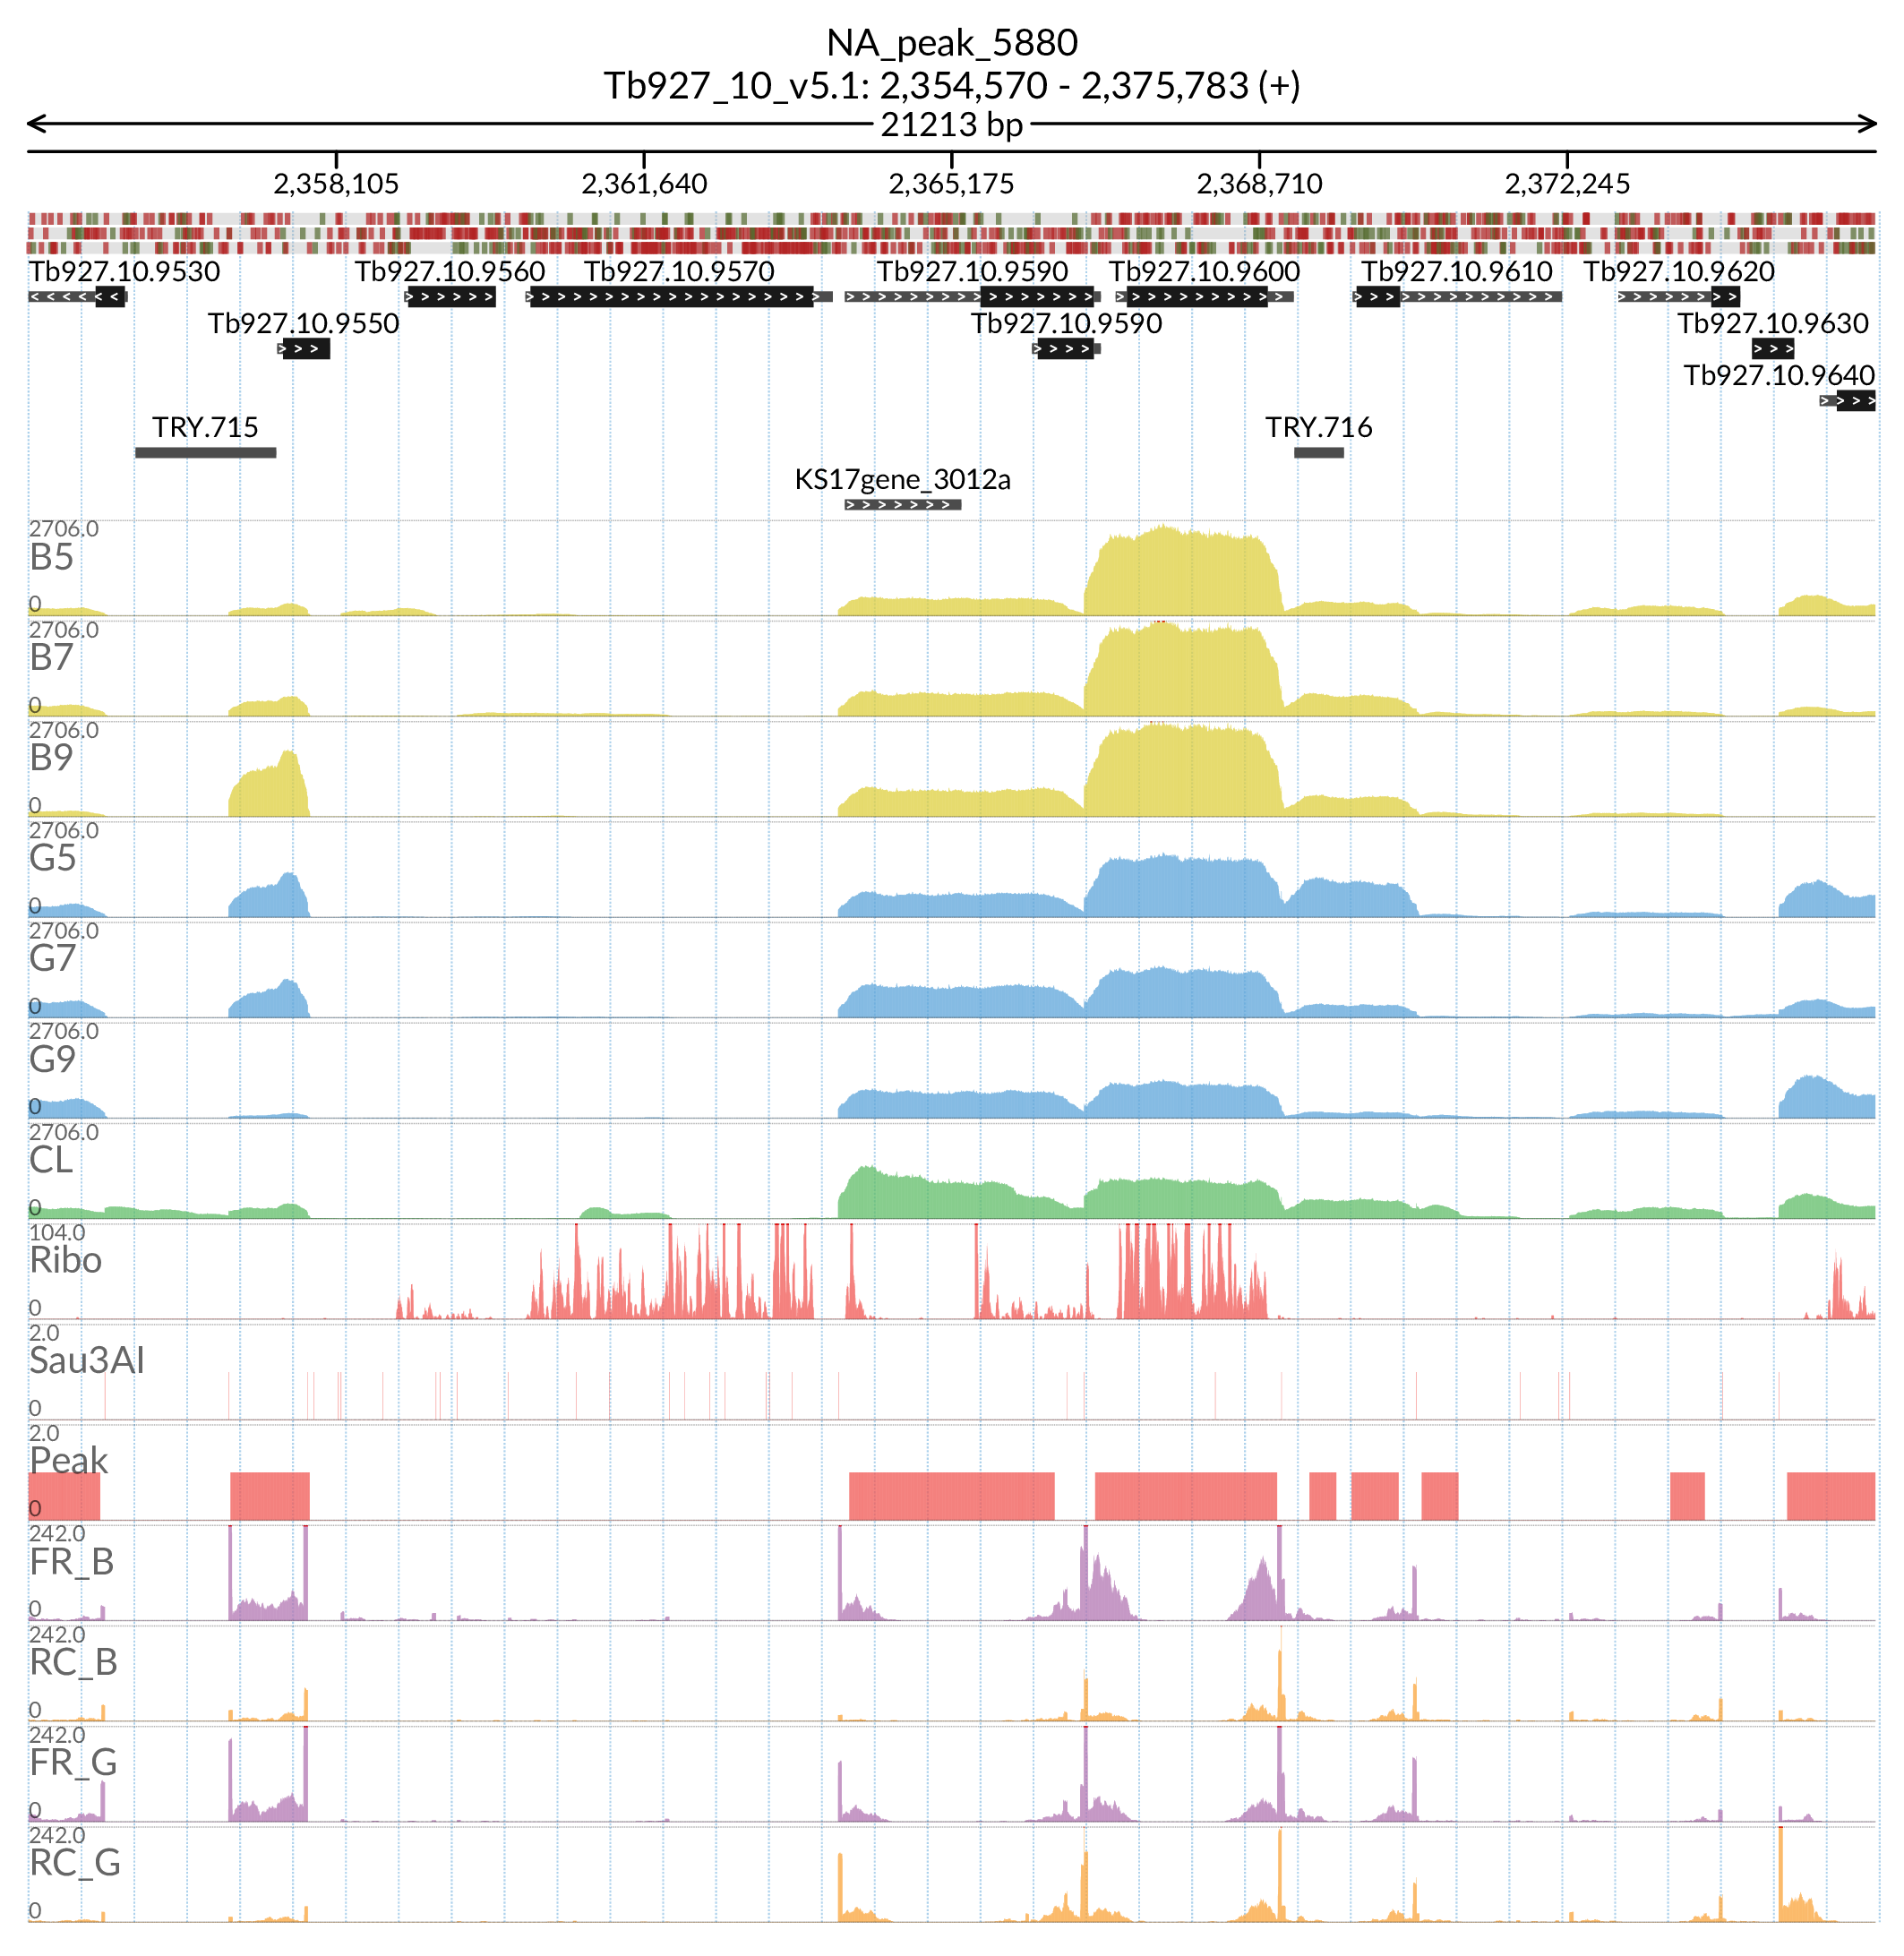 NA_peak_5880
Tb927_10_v5.1: 2,354,570 - 2,375,783 (+)
21213 bp
2,358,105 2,361,640 2,365,175 2,368,710 2,372,245
Tb927.10.9530 Tb927.10.9560 Tb927.10.9570 Tb927.10.9590 Tb927.10.9600 Tb927.10.9610 Tb927.10.9620
Tb927.10.9550 Tb927.10.9590 Tb927.10.9630
Tb927.10.9640
TRY.715 TRY.716
KS17gene_3012a
2706.0
B5
0
2706.0
B7
0
2706.0
B9
0
2706.0
G5
0
2706.0
G7
0
2706.0
G9
0
2706.0
CL
0
104.0
Ribo
0
2.0
Sau3AI
0
2.0
Peak
0
242.0
FR_B
0
242.0
RC_B
0
242.0
FR_G
0
242.0
RC_G
0